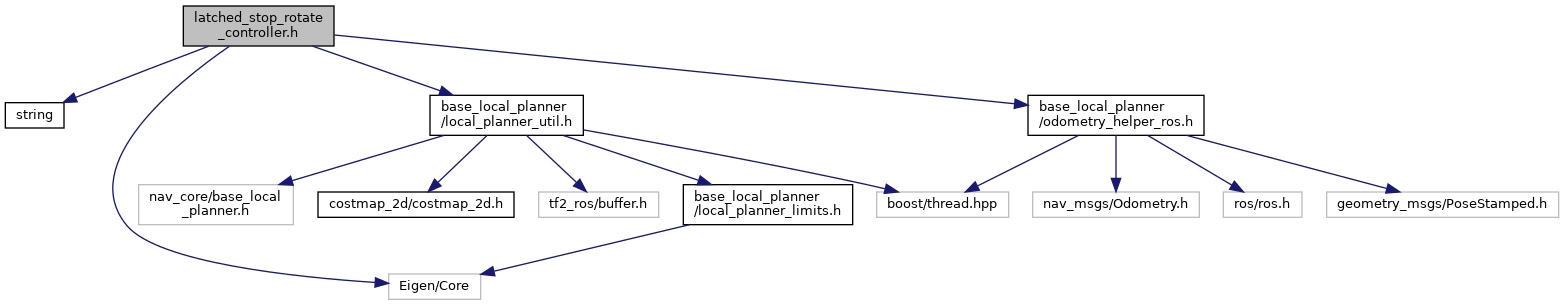 latched_stop_rotate
_controller.h
string
base_local_planner
/local_planner_util.h
base_local_planner
/odometry_helper_ros.h
nav_core/base_local
_planner.h
costmap_2d/costmap_2d.h
tf2_ros/buffer.h
base_local_planner
/local_planner_limits.h
boost/thread.hpp
nav_msgs/Odometry.h
ros/ros.h
geometry_msgs/PoseStamped.h
Eigen/Core